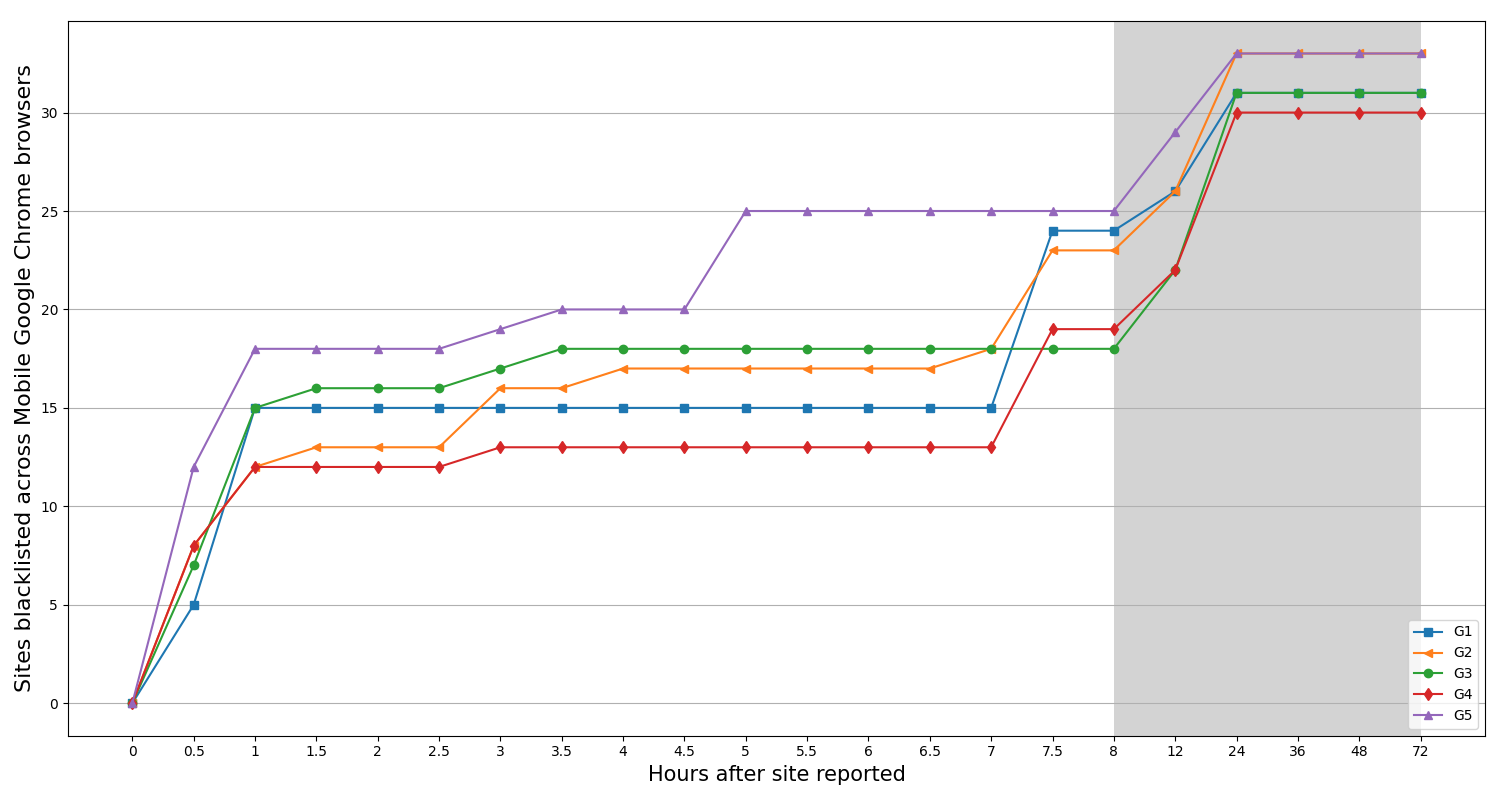 Sites blacklisted across Mobile Google Chrome browsers
30
25
20
15
10
5
0
0 0.5 1 1.5 2 2.5 3 3.5 4 4.5 5 5.5 6 6.5 7 7.5 8 12 24 36 48 72
Hours after site reported
G1
G2
G3
G4
G5